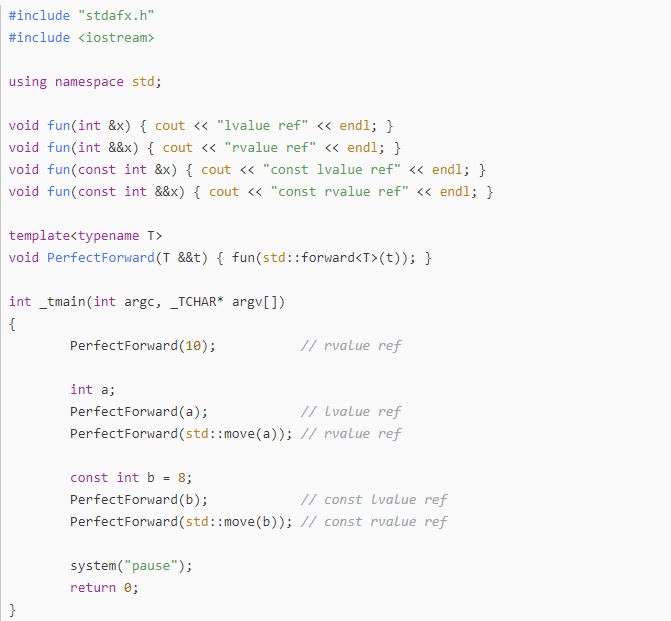 #include "stdafx.h"
#include <iostream>
using namespace std;
void fun(int &x) { cout << "lvalue ref" << endl; }
void fun(int &&x) { cout << "rvalue ref" << endl; }
void fun(const int &x) { cout << "const lvalue ref" << endl; }
void fun(const int &&x) { cout << "const rvalue ref" << endl; }
template<typename T>
void PerfectForward(T &&t) { fun(std::forward<T>(t)); }
int _tmain(int argc, _TCHAR* argv[])
{
        PerfectForward(10);           // rvalue ref
        int a;
        PerfectForward(a);            // lvalue ref
        PerfectForward(std::move(a)); // rvalue ref
        const int b = 8;
        PerfectForward(b);            // const lvalue ref
        PerfectForward(std::move(b)); // const rvalue ref
        system("pause");
        return 0;
}